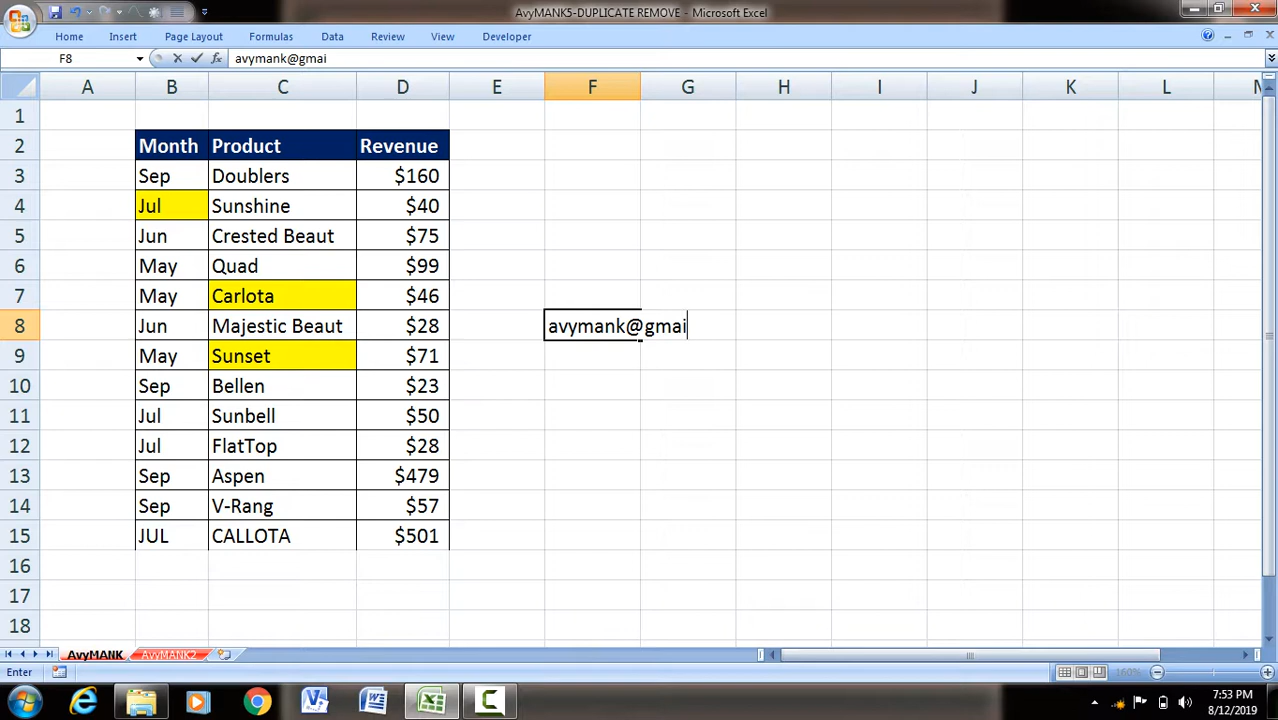 AvyMANK5-DUPLICATE REMOVE - Microsoft Excel
Home Insert Page Layout Formulas Data Review View Developer
F8 fx avymank@gmai
A B C D E F G H I J K L M
1
2 Month Product Revenue
3 Sep Doublers $160
4 Jul Sunshine $40
5 Jun Crested Beaut $75
6 May Quad $99
7 May Carlota $46
8 Jun Majestic Beaut $28 avymank@gmai
9 May Sunset $71
10 Sep Bellen $23
11 Jul Sunbell $50
12 Jul FlatTop $28
13 Sep Aspen $479
14 Sep V-Rang $57
15 JUL CALLOTA $501
16
17
18
AvyMANK AvyMANK2
Enter 160%
7:53 PM
8/12/2019